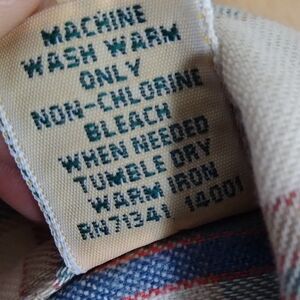 MACHINE
WASH WARM
ONLY
NON-CHLORINE
BLEACH
WHEN NEEDED
TUMBLE DRY
WARM IRON
RN71341 14001